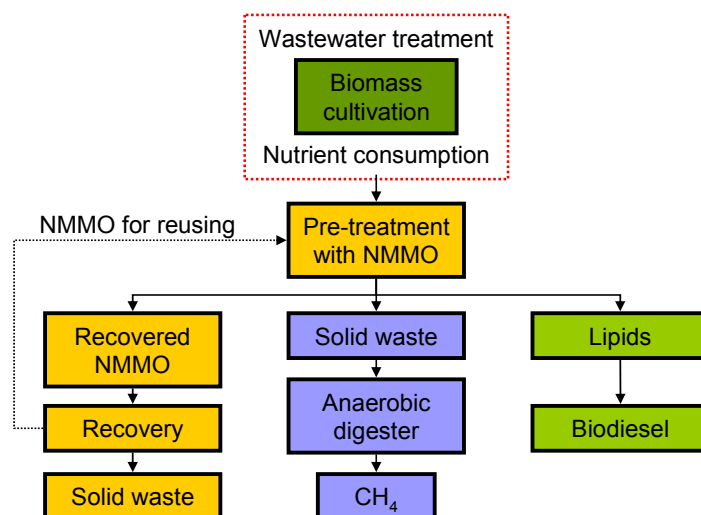 Wastewater treatment
Biomass
cultivation
Nutrient consumption
NMMO for reusing
Pre-treatment
with NMMO
Recovered
NMMO
Solid waste
Lipids
Recovery
Anaerobic
digester
Biodiesel
Solid waste
CH₄